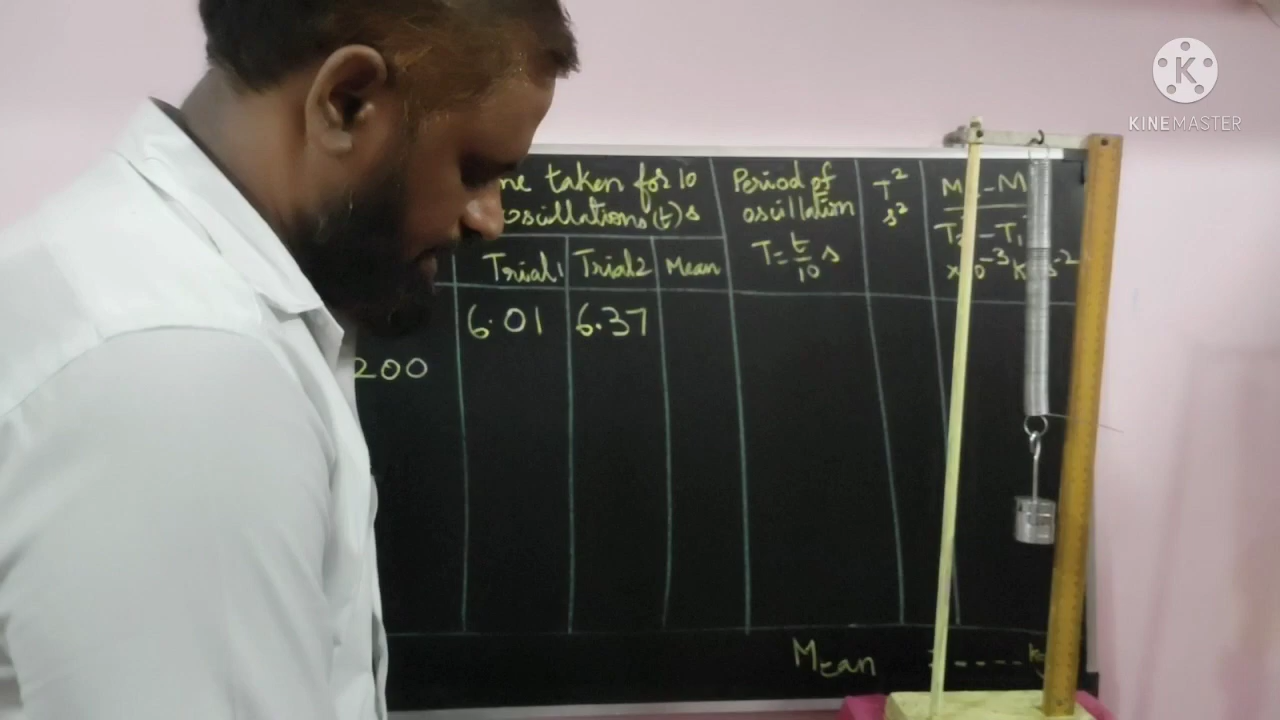 KINEMASTER
taken for 10
oscillations (t) s
Trial 1
Trial 2
Mean
Period of
oscillation
T = t/10 s
T²
s²
6.01
6.37
200
Mean